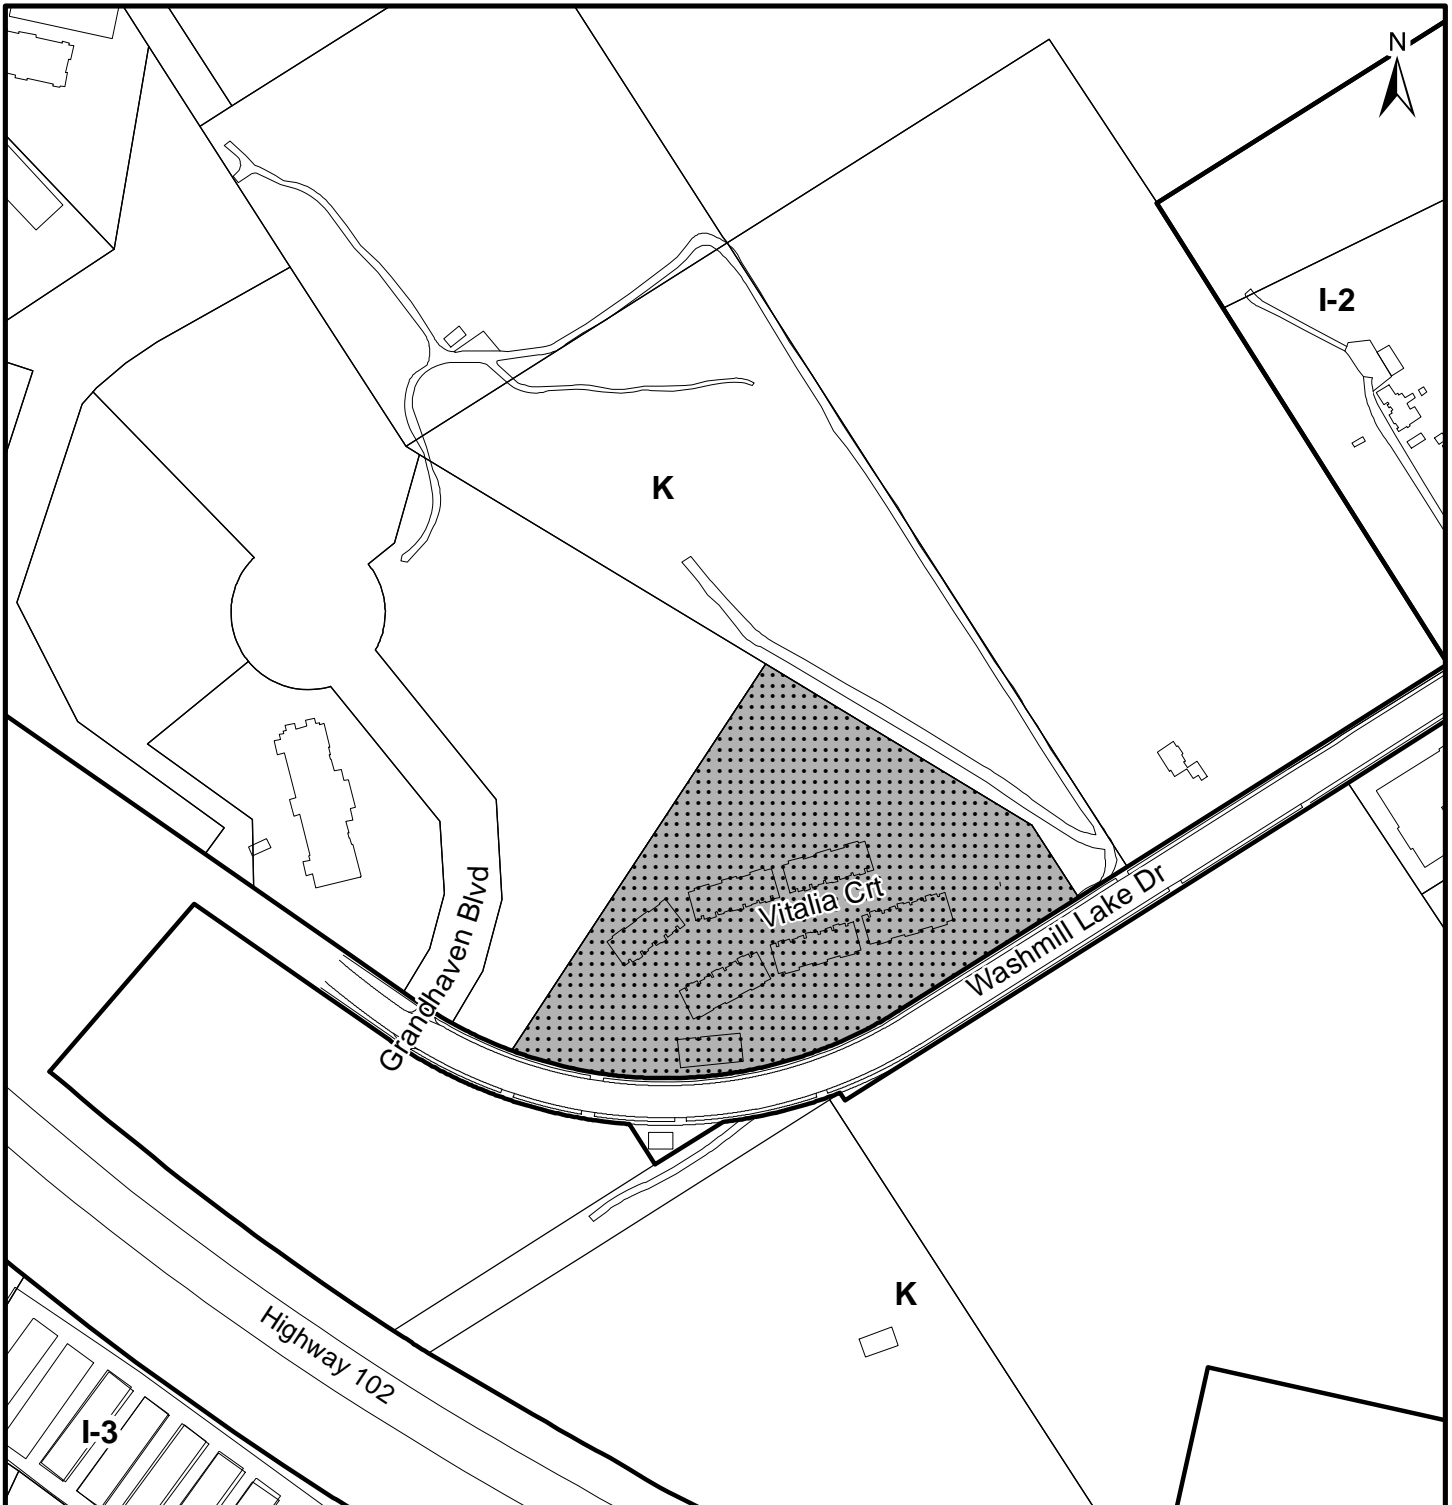 N
I-2
K
Vitalia Crt
Grandhaven Blvd
Washmill Lake Dr
K
Highway 102
I-3